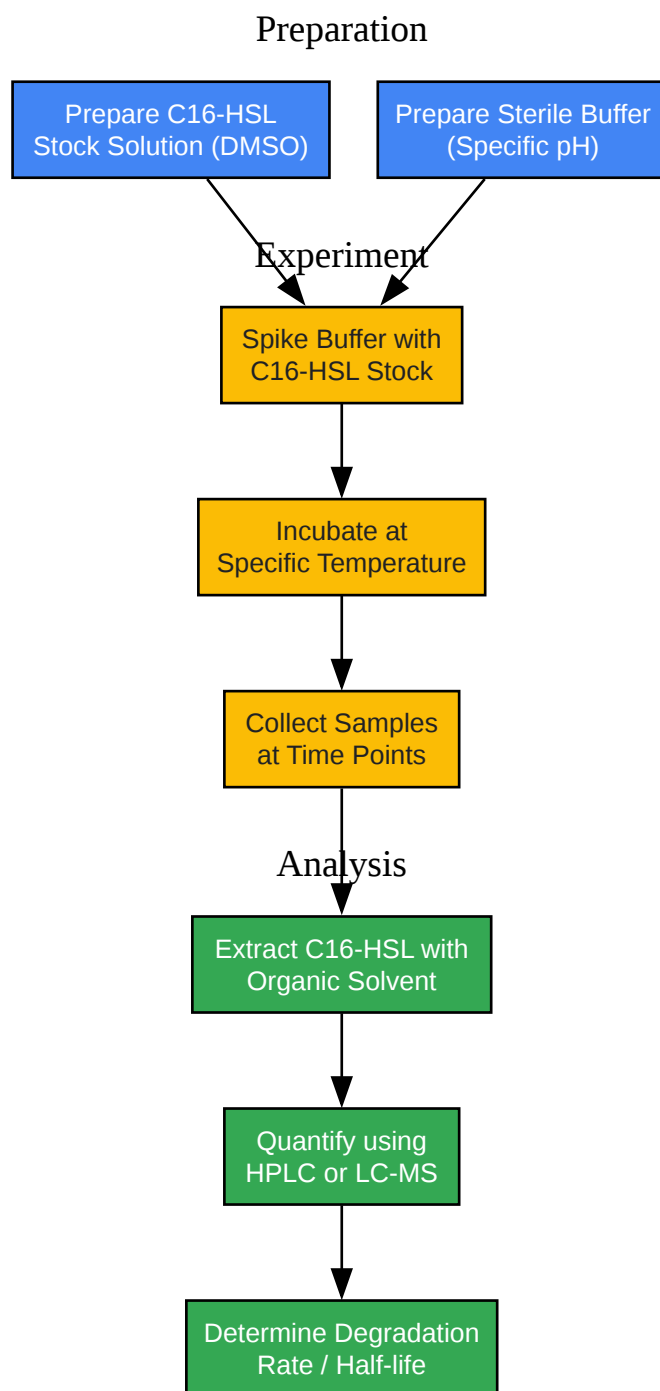 Preparation
Prepare C16-HSL
Stock Solution (DMSO)
Prepare Sterile Buffer
(Specific pH)
Experiment
Spike Buffer with
C16-HSL Stock
Incubate at
Specific Temperature
Collect Samples
at Time Points
Analysis
Extract C16-HSL with
Organic Solvent
Quantify using
HPLC or LC-MS
Determine Degradation
Rate / Half-life